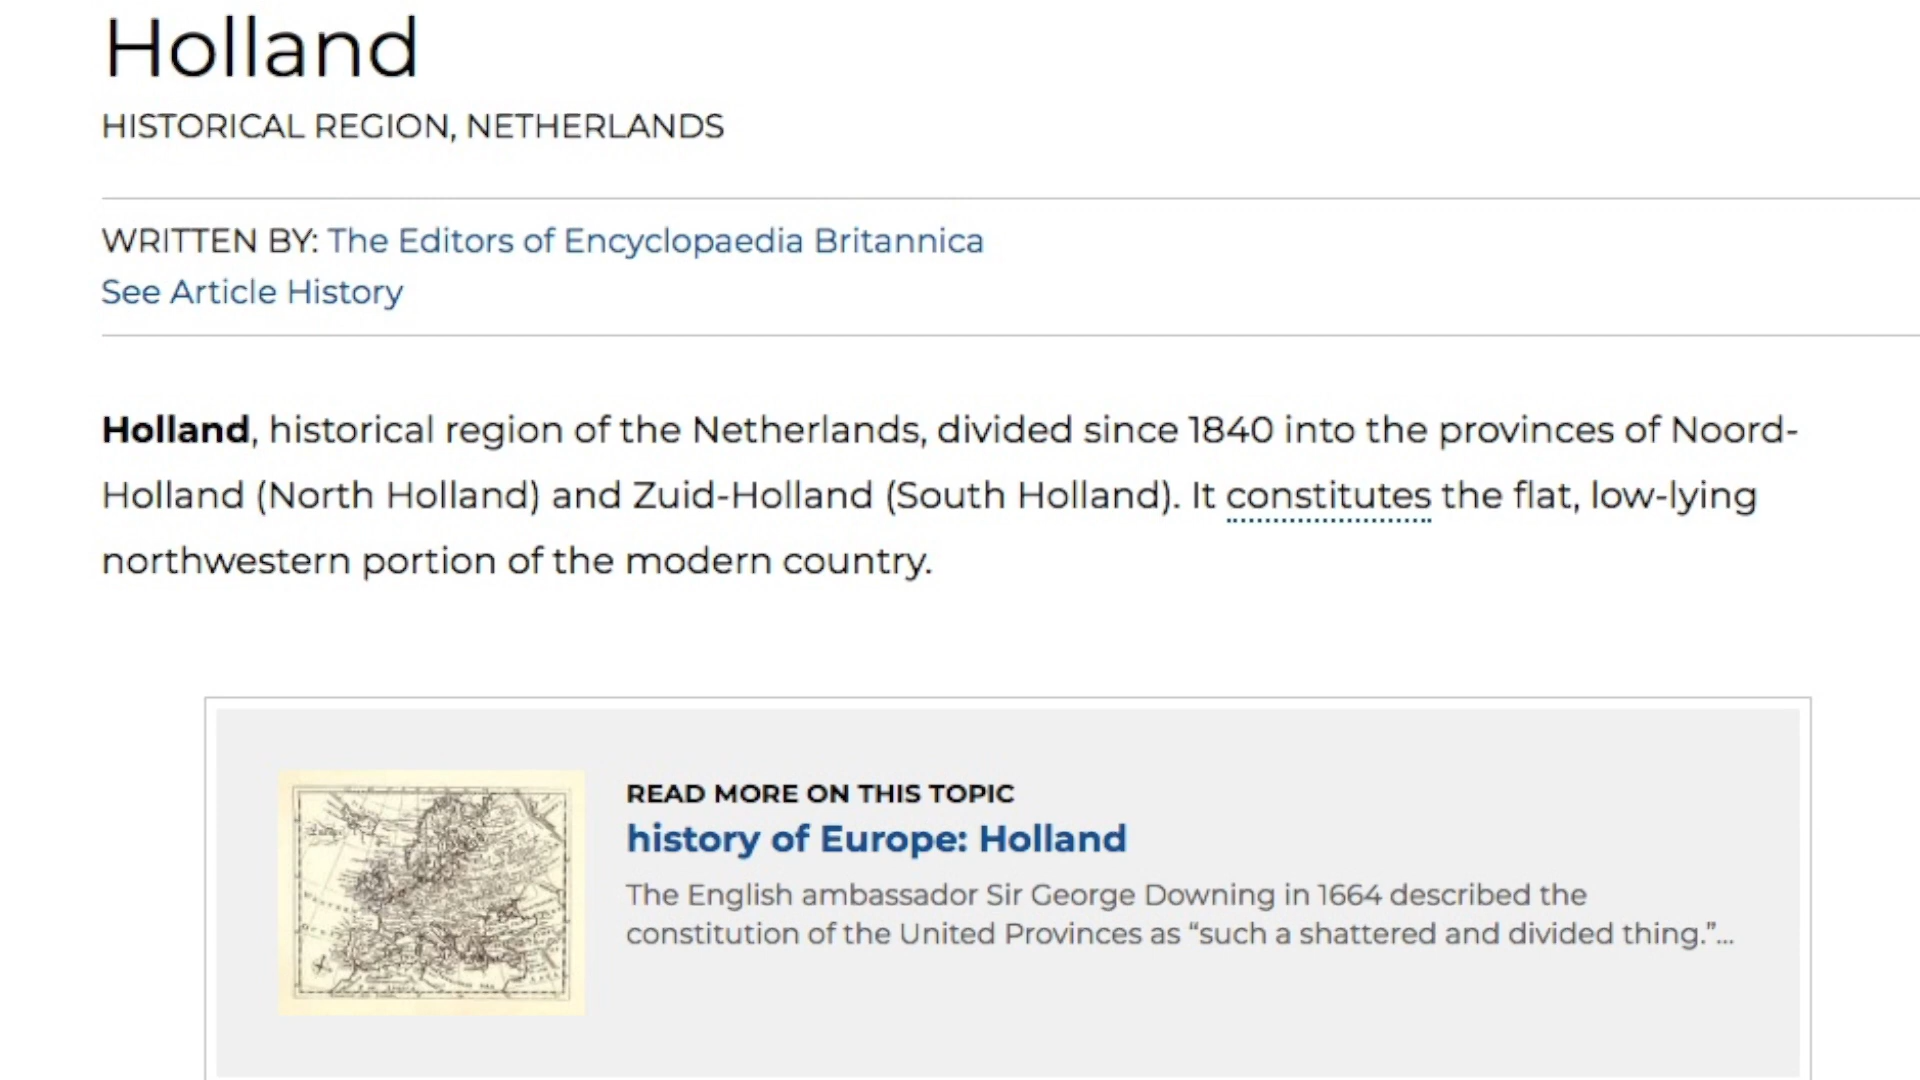 Holland
HISTORICAL REGION, NETHERLANDS
WRITTEN BY: The Editors of Encyclopaedia Britannica
See Article History
Holland, historical region of the Netherlands, divided since 1840 into the provinces of Noord-
Holland (North Holland) and Zuid-Holland (South Holland). It constitutes the flat, low-lying
northwestern portion of the modern country.
READ MORE ON THIS TOPIC
history of Europe: Holland
The English ambassador Sir George Downing in 1664 described the
constitution of the United Provinces as “such a shattered and divided thing.”...